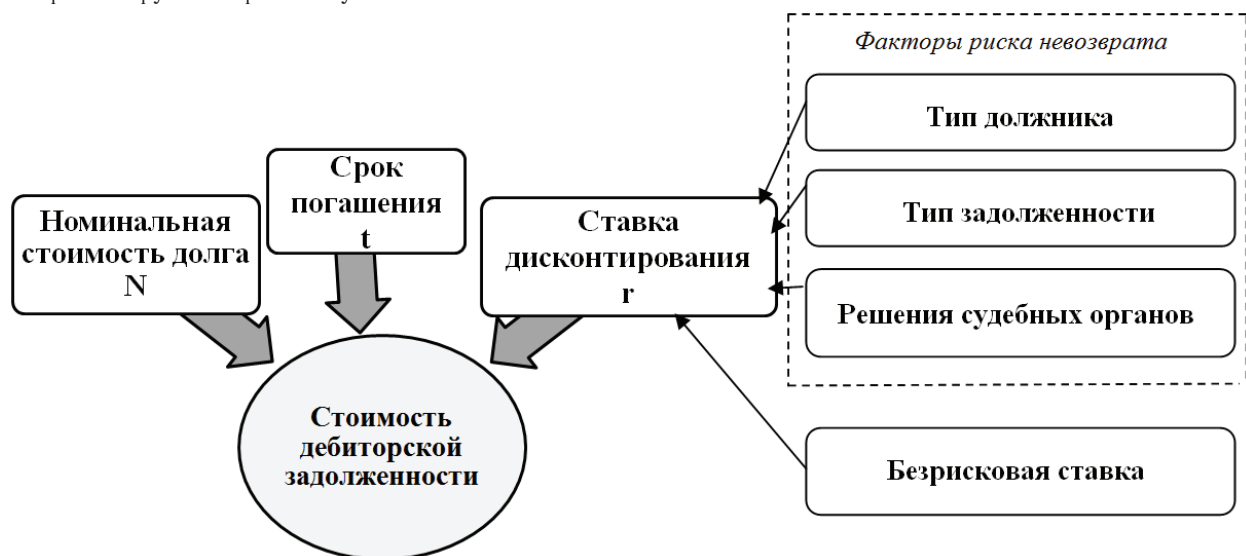 Факторы риска невозврата
Тип должника
Срок
погашения
t
Номинальная
стоимость долга
N
Ставка
дисконтирования
r
Тип задолженности
Решения судебных органов
Стоимость
дебиторской
задолженности
Безрисковая ставка